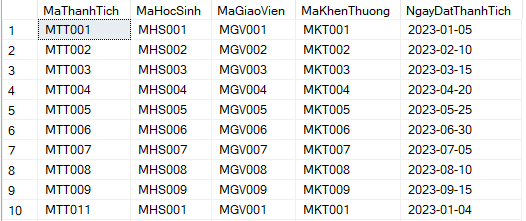 MaThanhTich MaHocSinh MaGiaoVien MaKhenThuong NgayDatThanhTich
1 MTT001 MHS001 MGV001 MKT001 2023-01-05
2 MTT002 MHS002 MGV002 MKT002 2023-02-10
3 MTT003 MHS003 MGV003 MKT003 2023-03-15
4 MTT004 MHS004 MGV004 MKT004 2023-04-20
5 MTT005 MHS005 MGV005 MKT005 2023-05-25
6 MTT006 MHS006 MGV006 MKT006 2023-06-30
7 MTT007 MHS007 MGV007 MKT007 2023-07-05
8 MTT008 MHS008 MGV008 MKT008 2023-08-10
9 MTT009 MHS009 MGV009 MKT009 2023-09-15
10 MTT011 MHS001 MGV001 MKT001 2023-01-04